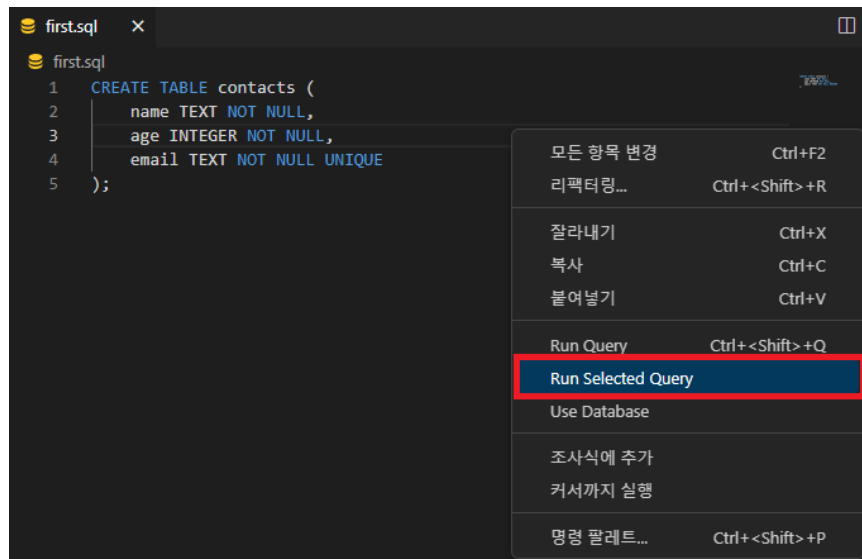 first.sql
first.sql
1 CREATE TABLE contacts (
2 name TEXT NOT NULL,
3 age INTEGER NOT NULL,
4 email TEXT NOT NULL UNIQUE
5 );
모든 항목 변경 Ctrl+F2
리팩터링... Ctrl+<Shift>+R
잘라내기 Ctrl+X
복사 Ctrl+C
붙여넣기 Ctrl+V
Run Query Ctrl+<Shift>+Q
Run Selected Query
Use Database
조사식에 추가
커서까지 실행
명령 팔레트... Ctrl+<Shift>+P